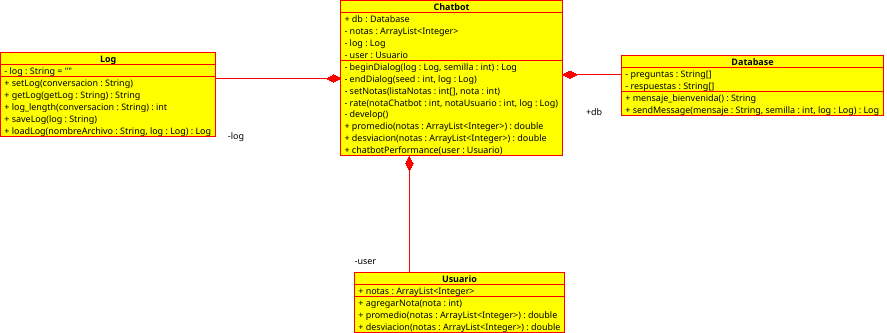 Chatbot
+ db : Database
- notas : ArrayList<Integer>
- log : Log
- user : Usuario
- beginDialog(log : Log, semilla : int) : Log
- endDialog(seed : int, log : Log)
- setNotas(listaNotas : int[], nota : int)
- rate(notaChatbot : int, notaUsuario : int, log : Log)
- develop()
+ promedio(notas : ArrayList<Integer>) : double
+ desviacion(notas : ArrayList<Integer>) : double
+ chatbotPerformance(user : Usuario)
Log
- log : String = ""
+ setLog(conversacion : String)
+ getLog(getLog : String) : String
+ log_length(conversacion : String) : int
+ saveLog(log : String)
+ loadLog(nombreArchivo : String, log : Log) : Log
-log
Database
- preguntas : String[]
- respuestas : String[]
+ mensaje_bienvenida() : String
+ sendMessage(mensaje : String, semilla : int, log : Log) : Log
+db
-user
Usuario
+ notas : ArrayList<Integer>
+ agregarNota(nota : int)
+ promedio(notas : ArrayList<Integer>) : double
+ desviacion(notas : ArrayList<Integer>) : double